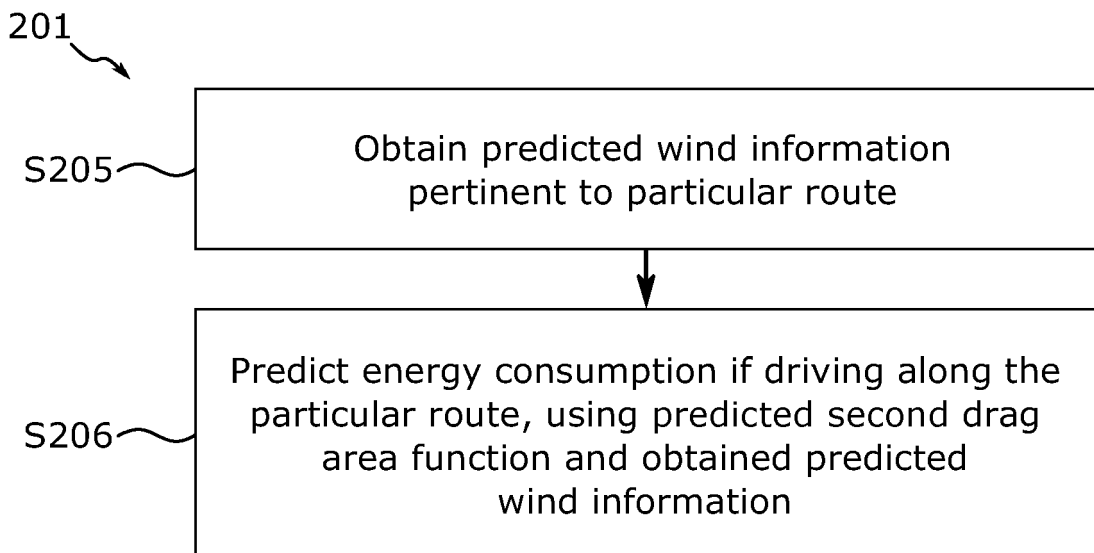 201
S205
Obtain predicted wind information
pertinent to particular route
S206
Predict energy consumption if driving along the
particular route, using predicted second drag
area function and obtained predicted
wind information